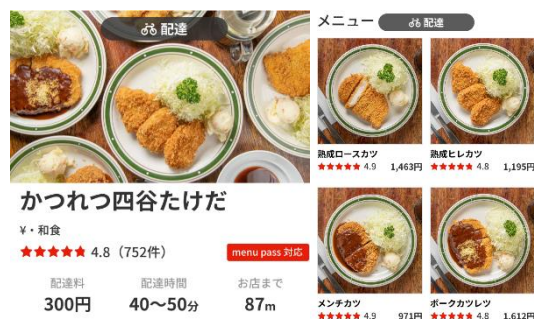 配達
かつれつ四谷たけだ
¥・和食
★★★★★ 4.8（752件）
menu pass 対応
配達料 配達時間 お店まで
300円 40〜50分 87m
メニュー 配達
熟成ロースカツ
★★★★★ 4.9 1,463円
熟成ヒレカツ
★★★★★ 4.8 1,195円
メンチカツ
★★★★★ 4.9 971円
ポークカツレツ
★★★★★ 4.8 1,612円